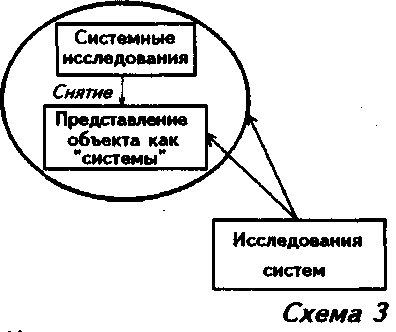 Системные
исследования
Снятие
Представление
объекта как
"системы"
Исследования
систем
Схема 3